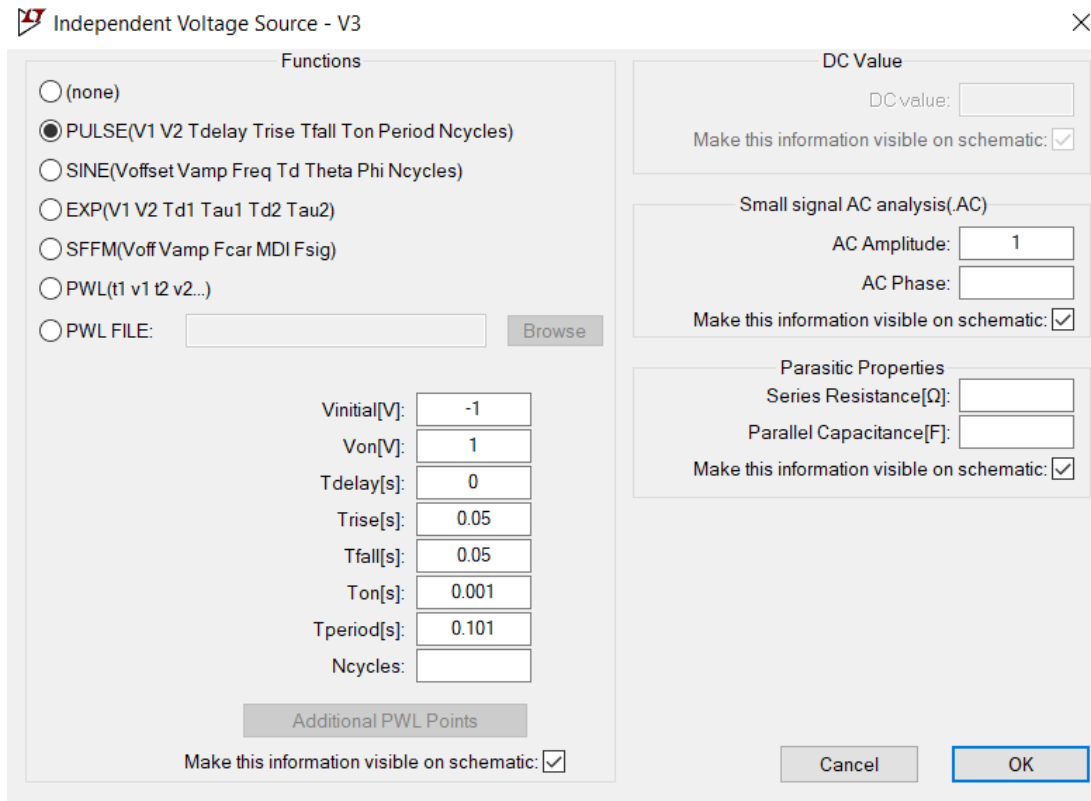 Independent Voltage Source - V3
Functions
(none)
PULSE(V1 V2 Tdelay Trise Tfall Ton Period Ncycles)
SINE(Voffset Vamp Freq Td Theta Phi Ncycles)
EXP(V1 V2 Td1 Tau1 Td2 Tau2)
SFFM(Voff Vamp Fcar MDI Fsig)
PWL(t1 v1 t2 v2...)
PWL FILE: Browse
Vinitial[V]: -1
Von[V]: 1
Tdelay[s]: 0
Trise[s]: 0.05
Tfall[s]: 0.05
Ton[s]: 0.001
Tperiod[s]: 0.101
Ncycles:
Additional PWL Points
Make this information visible on schematic:
DC Value
DC value:
Make this information visible on schematic:
Small signal AC analysis(.AC)
AC Amplitude: 1
AC Phase:
Make this information visible on schematic:
Parasitic Properties
Series Resistance[Ω]:
Parallel Capacitance[F]:
Make this information visible on schematic:
Cancel OK